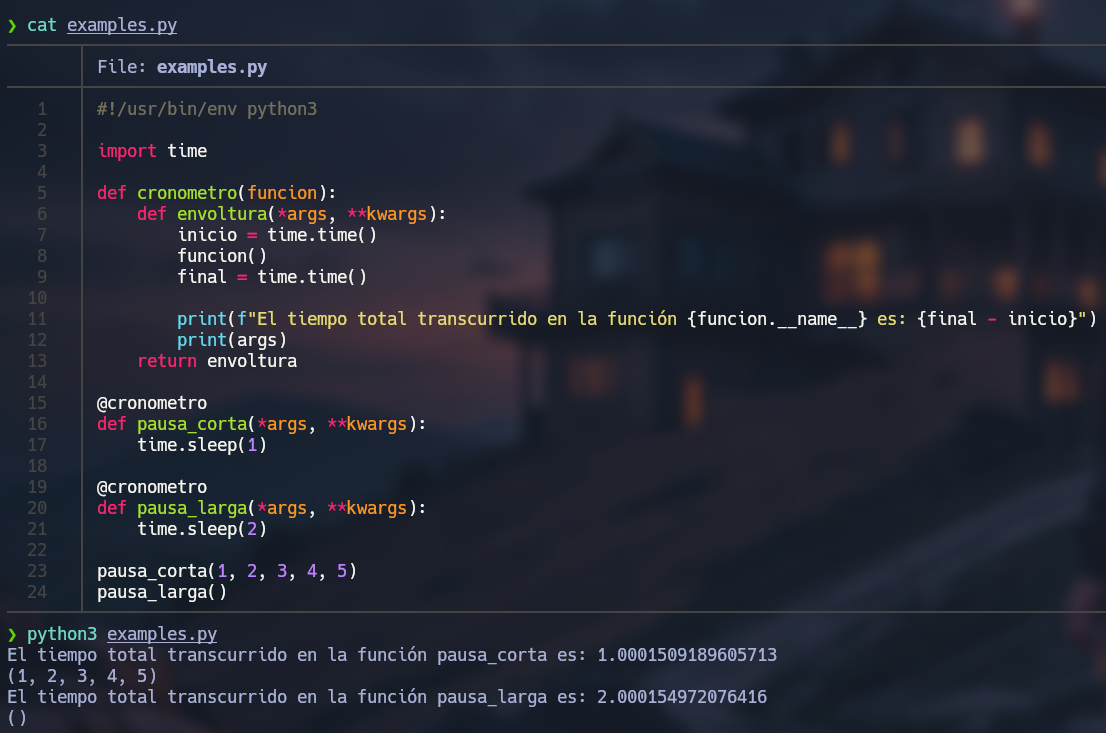 ❯ cat examples.py
File: examples.py
1 #!/usr/bin/env python3
2
3 import time
4
5 def cronometro(funcion):
6     def envoltura(*args, **kwargs):
7         inicio = time.time()
8         funcion()
9         final = time.time()
10
11         print(f"El tiempo total transcurrido en la función {funcion.__name__} es: {final - inicio}")
12         print(args)
13     return envoltura
14
15 @cronometro
16 def pausa_corta(*args, **kwargs):
17     time.sleep(1)
18
19 @cronometro
20 def pausa_larga(*args, **kwargs):
21     time.sleep(2)
22
23 pausa_corta(1, 2, 3, 4, 5)
24 pausa_larga()
❯ python3 examples.py
El tiempo total transcurrido en la función pausa_corta es: 1.0001509189605713
(1, 2, 3, 4, 5)
El tiempo total transcurrido en la función pausa_larga es: 2.000154972076416
()